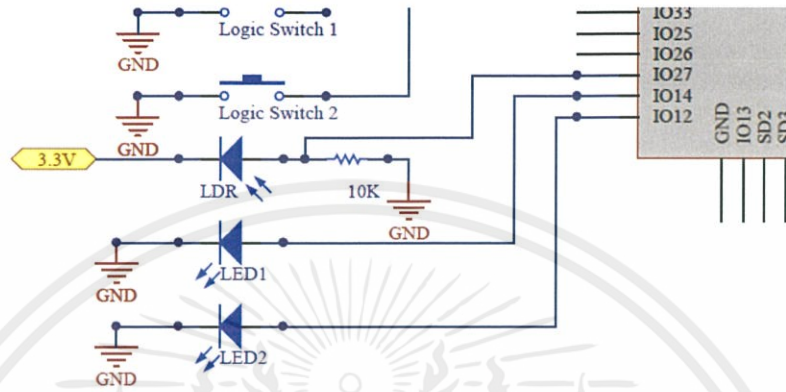 IO33
Logic Switch 1
IO25
GND
IO26
IO27
IO14
Logic Switch 2
IO12
GND
3.3V
GND
IO13
SD2
SD3
LDR
10K
GND
LED1
GND
LED2
GND